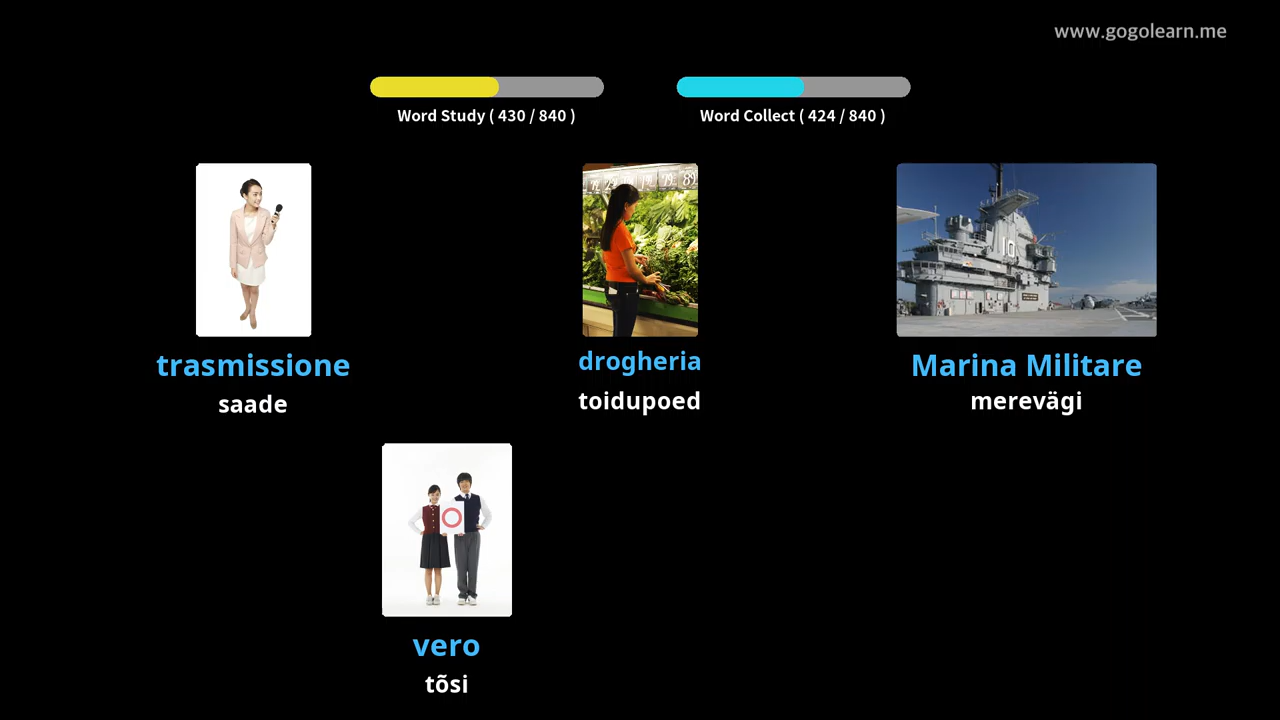 www.gogolearn.me
Word Study ( 430 / 840 )
Word Collect ( 424 / 840 )
10
trasmissione
saade
drogheria
toidupoed
Marina Militare
merevägi
vero
tõsi